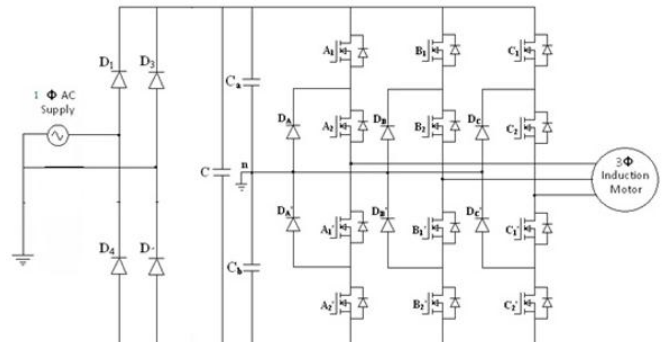 D1
D3
A1
B1
C1
1 Φ AC
Supply
Ca
DA
DB
DC
A2
B2
C2
C
n
3Φ
Induction
Motor
DA'
DB'
DC'
A1'
B1'
C1'
D4
D-
Cb
A2'
B2'
C2'